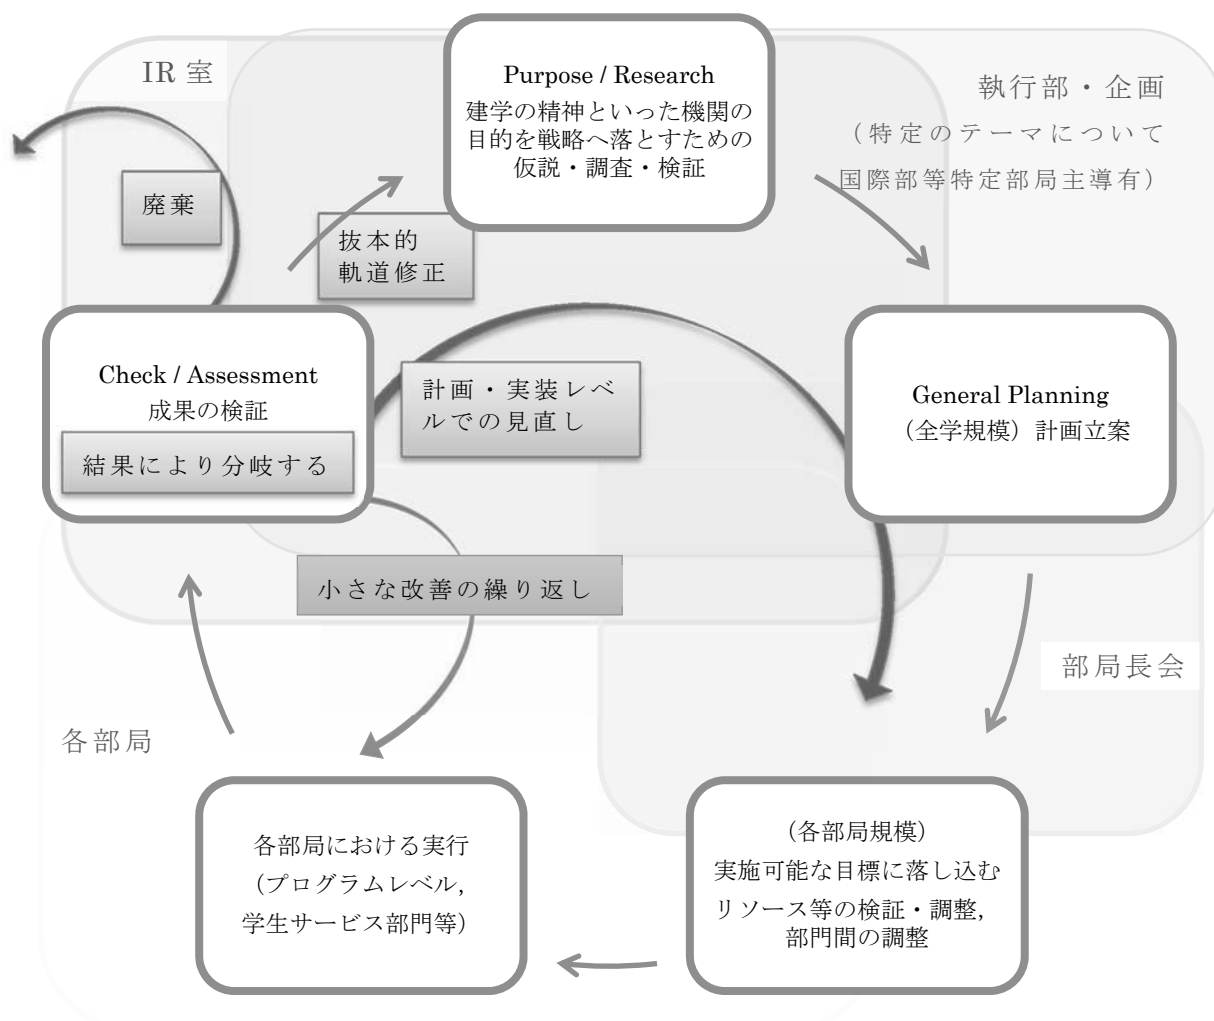 IR 室
Purpose / Research
建学の精神といった機関の
目的を戦略へ落とすための
仮説・調査・検証
執行部・企画
（特定のテーマについて
国際部等特定部局主導有）
廃棄
抜本的
軌道修正
Check / Assessment
成果の検証
結果により分岐する
計画・実装レベ
ルでの見直し
General Planning
（全学規模）計画立案
小さな改善の繰り返し
部局長会
各部局
各部局における実行
（プログラムレベル,
学生サービス部門等）
（各部局規模）
実施可能な目標に落し込む
リソース等の検証・調整,
部門間の調整